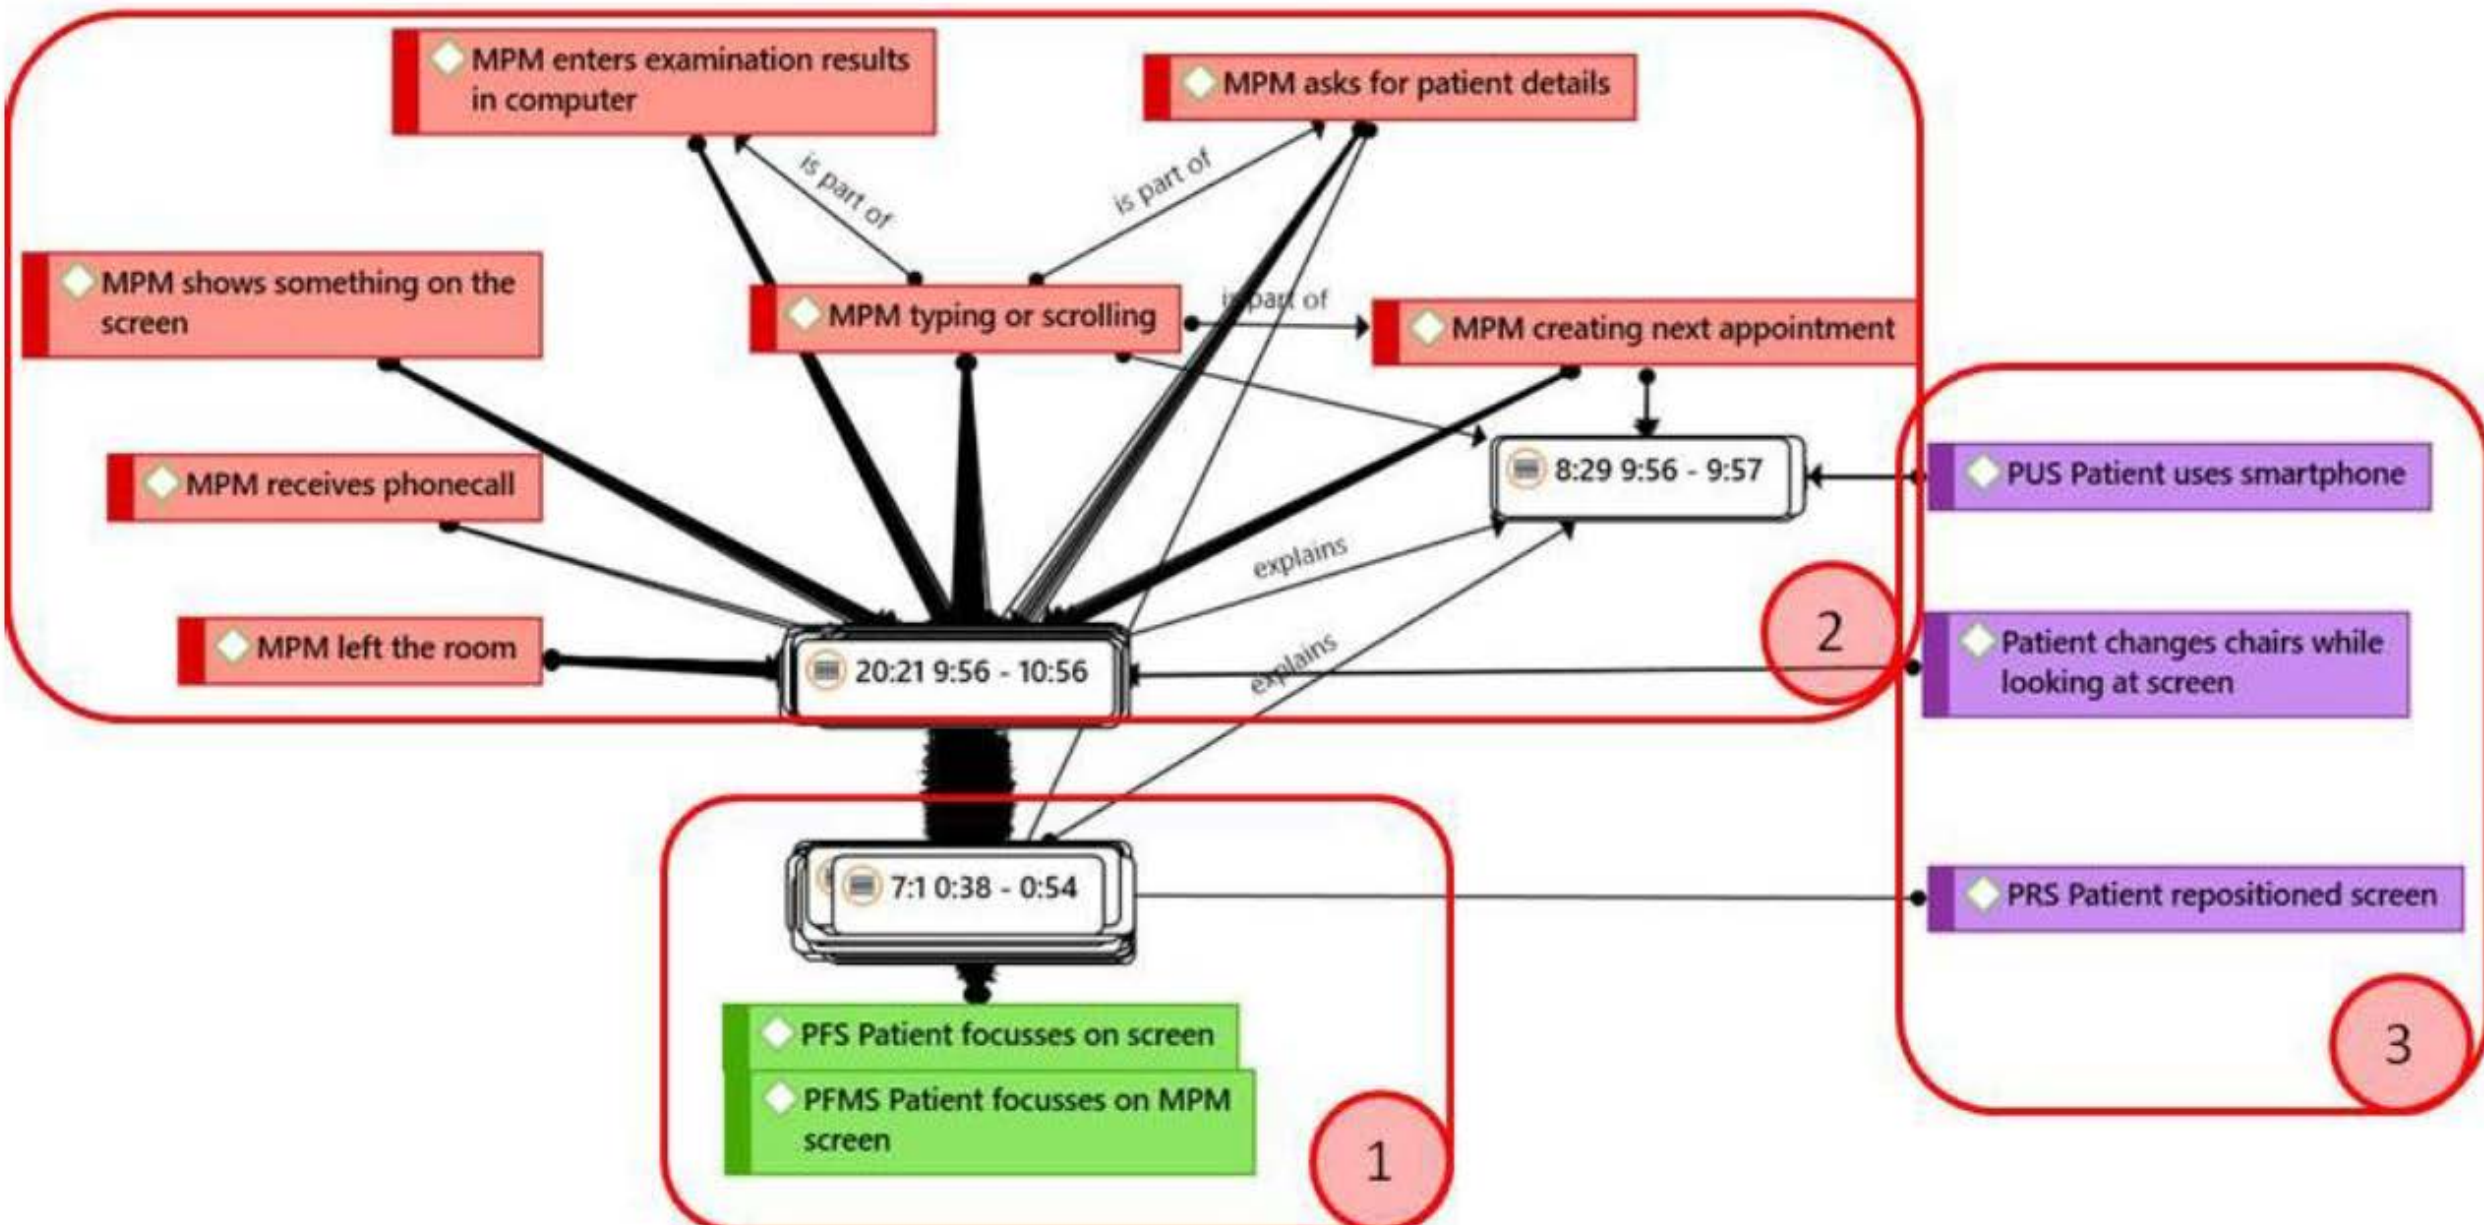 MPM enters examination results
in computer
MPM asks for patient details
is part of
is part of
MPM shows something on the
screen
MPM typing or scrolling
is part of
MPM creating next appointment
MPM receives phonecall
8:29 9:56 - 9:57
PUS Patient uses smartphone
explains
MPM left the room
20:21 9:56 - 10:56
explains
2
Patient changes chairs while
looking at screen
7:1 0:38 - 0:54
PRS Patient repositioned screen
PFS Patient focusses on screen
3
PFMS Patient focusses on MPM
screen
1